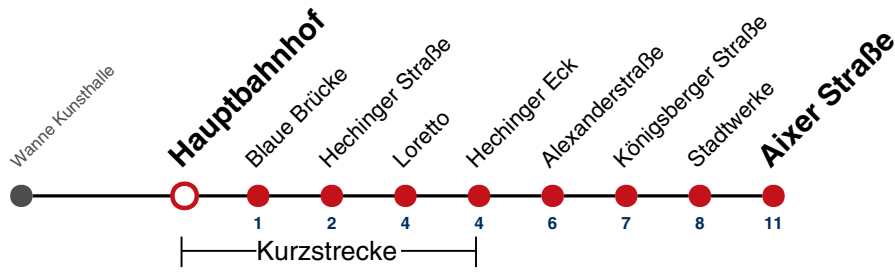 Wanne Kunsthalle
Hauptbahnhof
Blaue Brücke
Hechinger Straße
Loretto
Hechinger Eck
Alexanderstraße
Königsberger Straße
Stadtwerke
Aixer Straße
1 2 4 4 6 7 8 11
Kurzstrecke